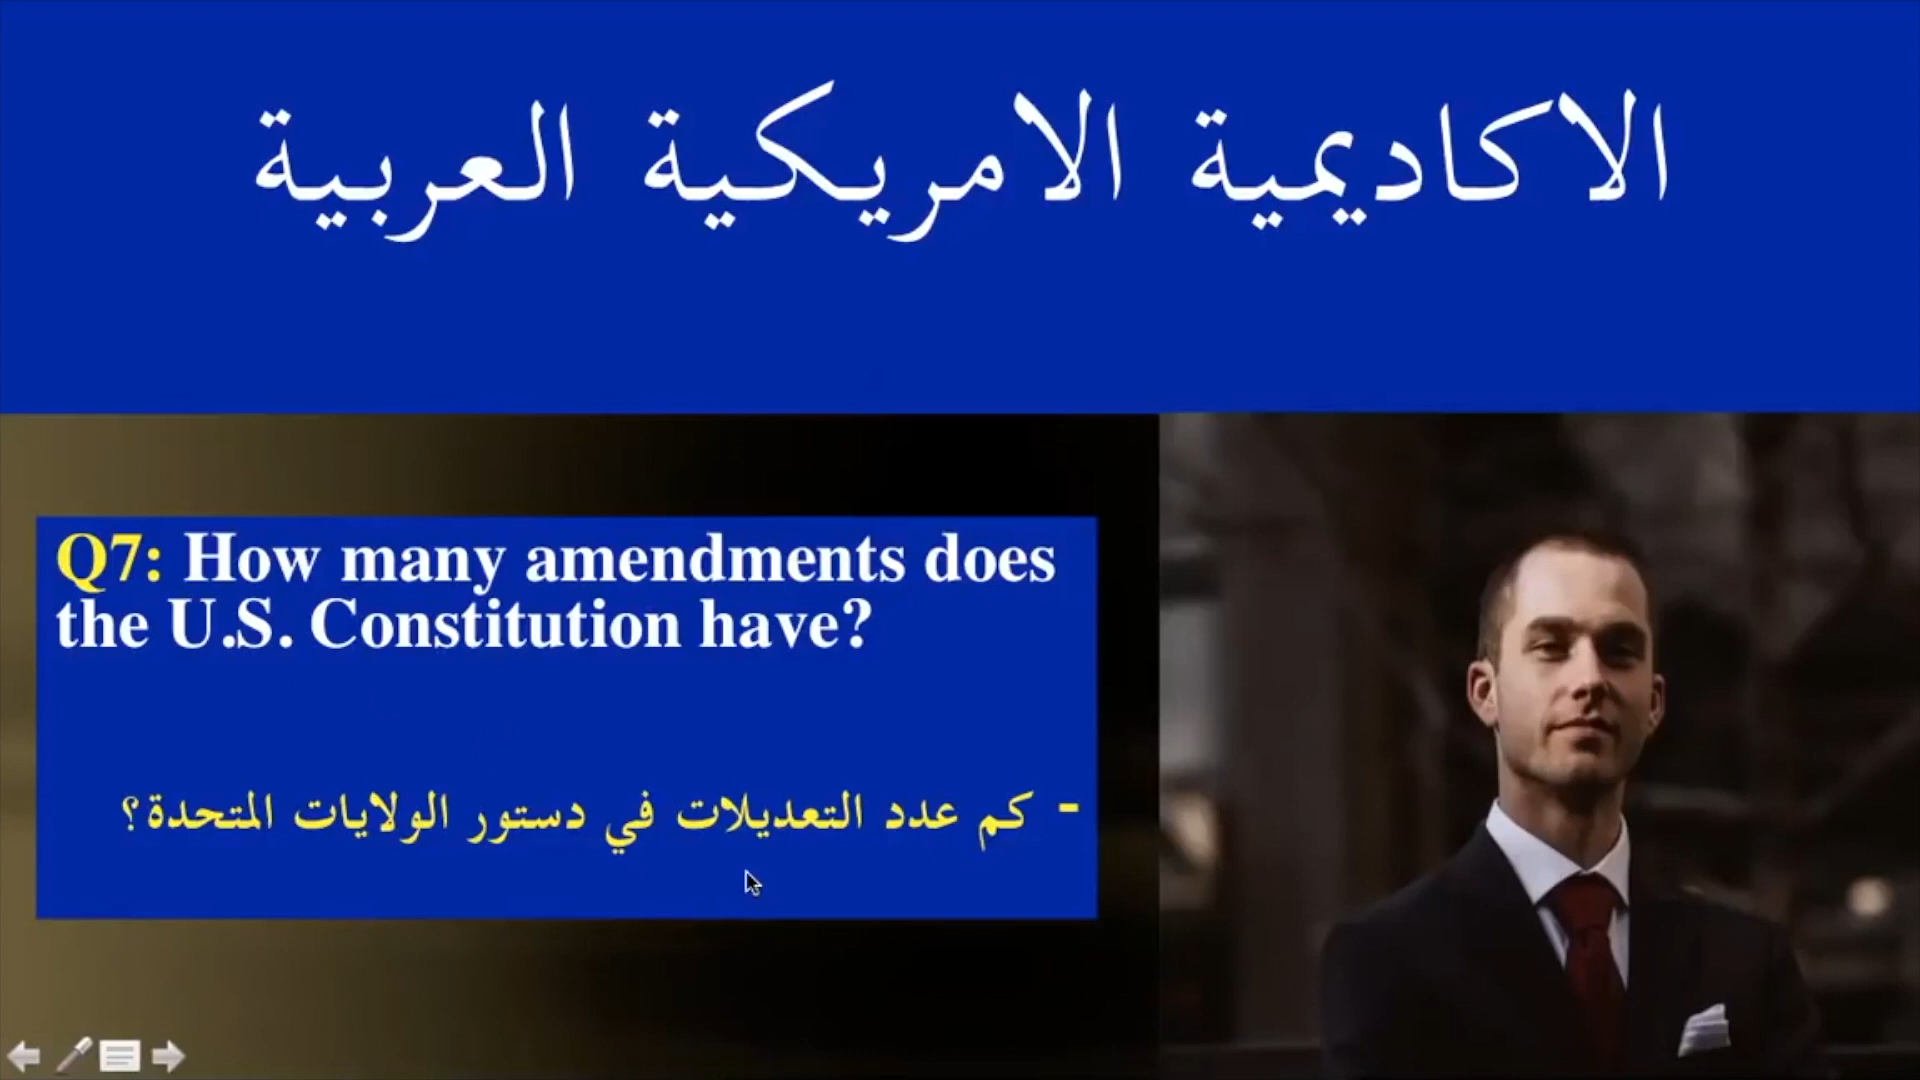 الاكاديمية الامريكية العربية
Q7: How many amendments does
the U.S. Constitution have?
- كم عدد التعديلات في دستور الولايات المتحدة؟